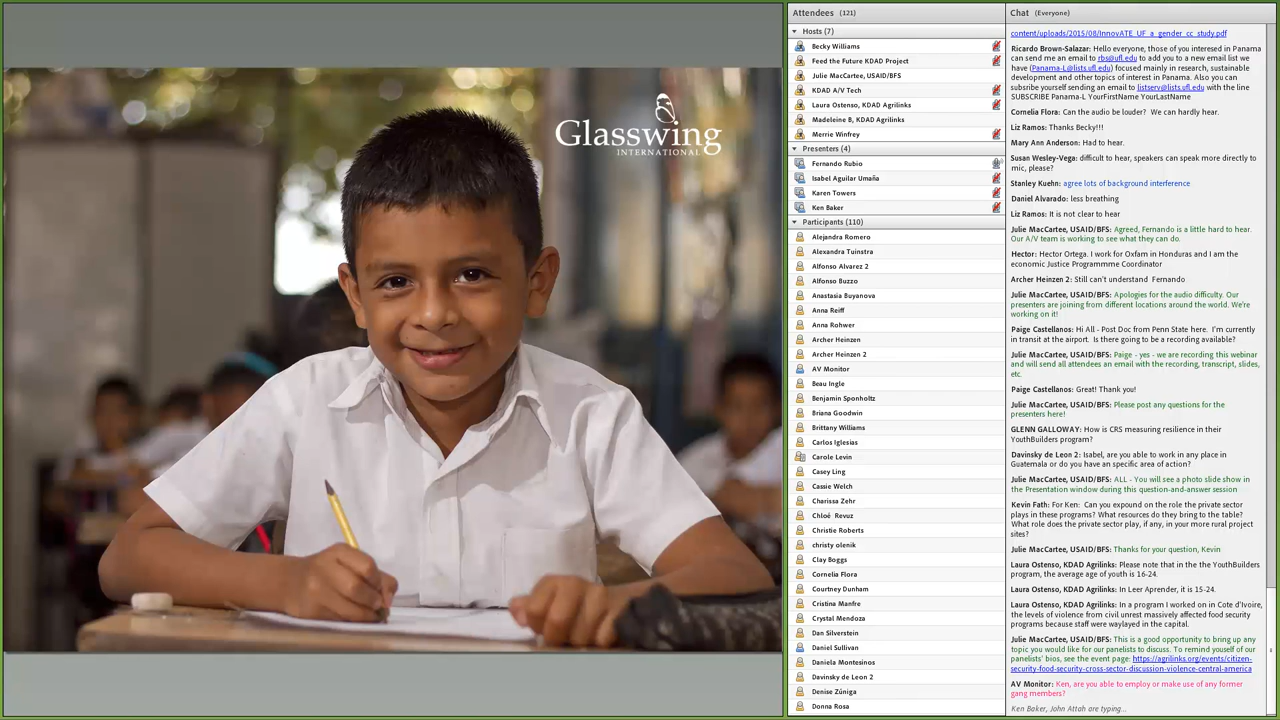 Glasswing
INTERNATIONAL
Attendees (121)
Hosts (7)
Becky Williams
Feed the Future KDAD Project
Julie MacCartee, USAID/BFS
KDAD A/V Tech
Laura Ostenso, KDAD Agrilinks
Madeleine B, KDAD Agrilinks
Merrie Winfrey
Presenters (4)
Fernando Rubio
Isabel Aguilar Umaña
Karen Towers
Ken Baker
Participants (110)
Alejandra Romero
Alexandra Tuinstra
Alfonso Alvarez 2
Alfonso Buzzo
Anastasia Buyanova
Anna Reiff
Anna Rohwer
Archer Heinzen
Archer Heinzen 2
AV Monitor
Beau Ingle
Benjamin Sponholtz
Briana Goodwin
Brittany Williams
Carlos Iglesias
Carole Levin
Casey Ling
Cassie Welch
Charissa Zehr
Chloé Revuz
Christie Roberts
christy olenik
Clay Boggs
Cornelia Flora
Courtney Dunham
Cristina Manfre
Crystal Mendoza
Dan Silverstein
Daniel Sullivan
Daniela Montesinos
Davinsky de Leon 2
Denise Zúniga
Donna Rosa
Chat (Everyone)
content/uploads/2015/08/InnovATE_UF_a_gender_cc_study.pdf
Ricardo Brown-Salazar: Hello everyone, those of you interesed in Panama
can send me an email to rbs@ufl.edu to add you to a new email list we
have (Panama-L@lists.ufl.edu) focused mainly in research, sustainable
development and other topics of interest in Panama. Also you can
subsribe yourself sending an email to listserv@lists.ufl.edu with the line
SUBSCRIBE Panama-L YourFirstName YourLastName
Cornelia Flora: Can the audio be louder? We can hardly hear.
Liz Ramos: Thanks Becky!!!
Mary Ann Anderson: Had to hear.
Susan Wesley-Vega: difficult to hear, speakers can speak more directly to
mic, please?
Stanley Kuehn: agree lots of background interference
Daniel Alvarado: less breathing
Liz Ramos: It is not clear to hear
Julie MacCartee, USAID/BFS: Agreed, Fernando is a little hard to hear.
Our A/V team is working to see what they can do.
Hector: Hector Ortega. I work for Oxfam in Honduras and I am the
economic Justice Programme Coordinator
Archer Heinzen 2: Still can't understand Fernando
Julie MacCartee, USAID/BFS: Apologies for the audio difficulty. Our
presenters are joining from different locations around the world. We're
working on it!
Paige Castellanos: Hi All - Post Doc from Penn State here. I'm currently
in transit at the airport. Is there going to be a recording available?
Julie MacCartee, USAID/BFS: Paige - yes - we are recording this webinar
and will send all attendees an email with the recording, transcript, slides,
etc.
Paige Castellanos: Great! Thank you!
Julie MacCartee, USAID/BFS: Please post any questions for the
presenters here!
GLENN GALLOWAY: How is CRS measuring resilience in their
YouthBuilders program?
Davinsky de Leon 2: Isabel, are you able to work in any place in
Guatemala or do you have an specific area of action?
Julie MacCartee, USAID/BFS: ALL - You will see a photo slide show in
the Presentation window during this question-and-answer session
Kevin Fath: For Ken: Can you expound on the role the private sector
plays in these programs? What resources do they bring to the table?
What role does the private sector play, if any, in your more rural project
sites?
Julie MacCartee, USAID/BFS: Thanks for your question, Kevin
Laura Ostenso, KDAD Agrilinks: Please note that in the the YouthBuilders
program, the average age of youth is 16-24.
Laura Ostenso, KDAD Agrilinks: In Leer Aprender, it is 15-24.
Laura Ostenso, KDAD Agrilinks: In a program I worked on in Cote d'Ivoire,
the levels of violence from civil unrest massively affected food security
programs because staff were waylayed in the capital.
Julie MacCartee, USAID/BFS: This is a good opportunity to bring up any
topic you would like for our panelists to discuss. To remind youself of our
panelists' bios, see the event page: https://agrilinks.org/events/citizen-
security-food-security-cross-sector-discussion-violence-central-america
AV Monitor: Ken, are you able to employ or make use of any former
gang members?
Ken Baker, John Attah are typing...